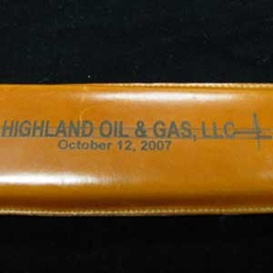 HIGHLAND OIL & GAS, LLC
October 12, 2007